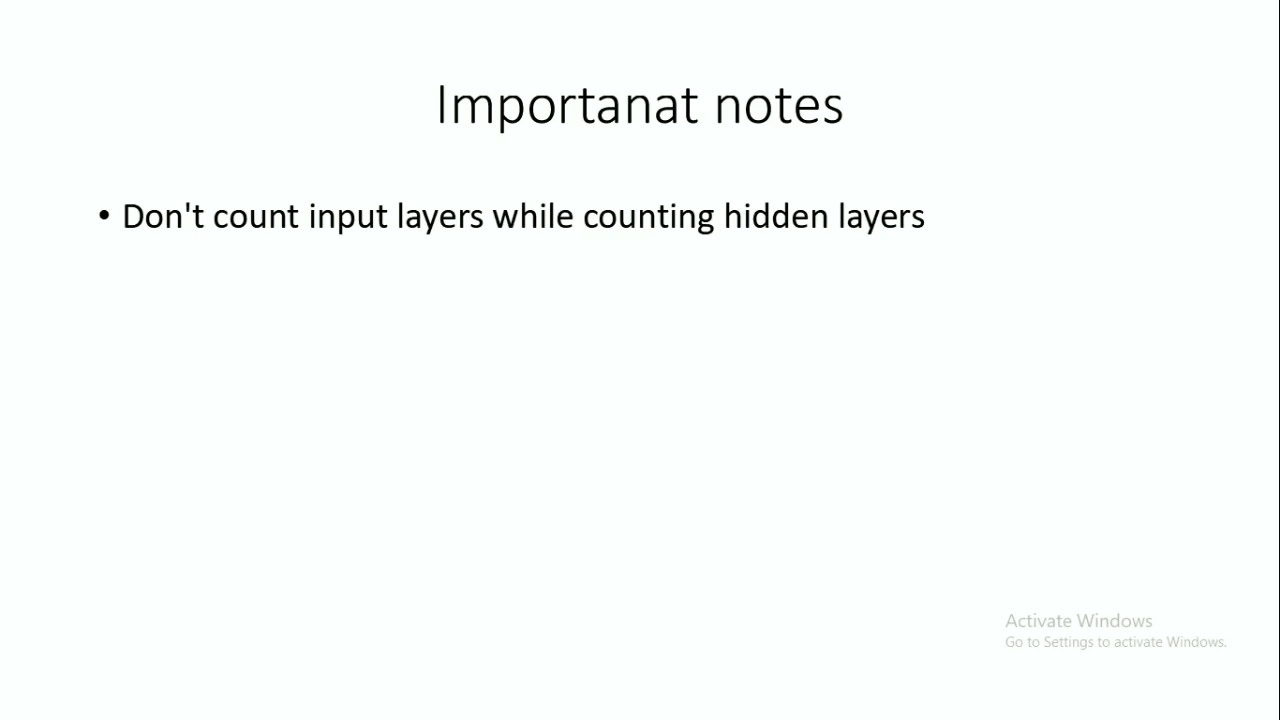 Importanat notes
• Don't count input layers while counting hidden layers
Activate Windows
Go to Settings to activate Windows.